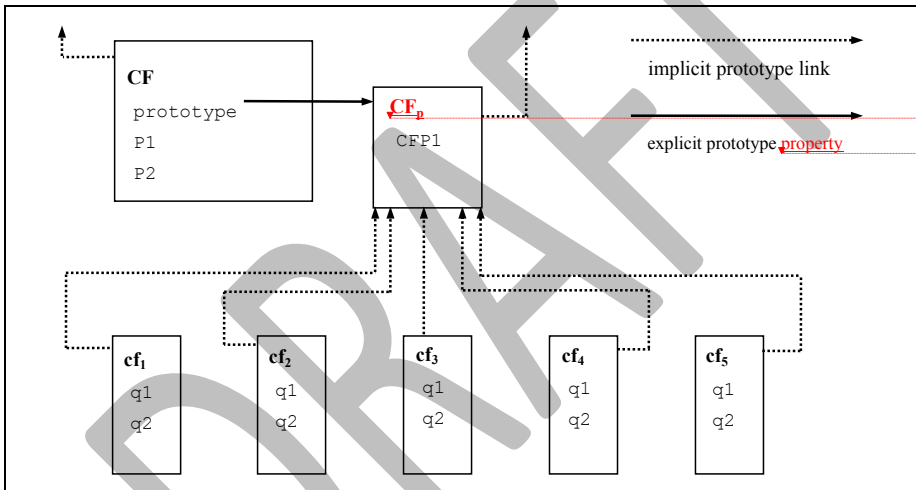 CF
prototype
P1
P2
CFp
CFP1
implicit prototype link
explicit prototype property
cf1
q1
q2
cf2
q1
q2
cf3
q1
q2
cf4
q1
q2
cf5
q1
q2
DRAFT